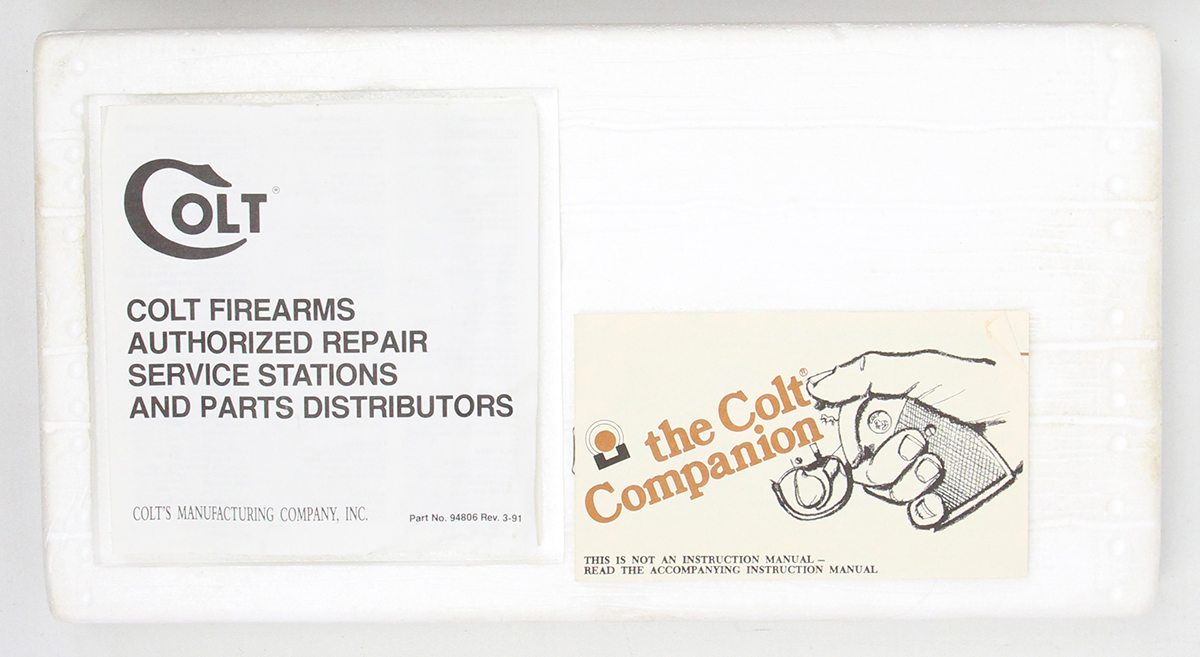 COLT®
COLT FIREARMS
AUTHORIZED REPAIR
SERVICE STATIONS
AND PARTS DISTRIBUTORS
COLT'S MANUFACTURING COMPANY, INC.
Part No. 94806 Rev. 3-91
the Colt®
Companion
THIS IS NOT AN INSTRUCTION MANUAL –
READ THE ACCOMPANYING INSTRUCTION MANUAL